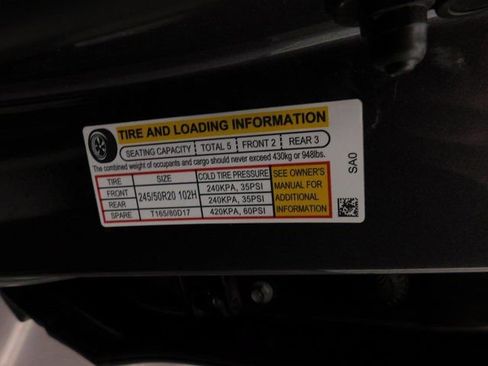 TIRE AND LOADING INFORMATION
SEATING CAPACITY TOTAL 5 FRONT 2 REAR 3
The combined weight of occupants and cargo should never exceed 430kg or 948lbs.
TIRE SIZE COLD TIRE PRESSURE
FRONT 245/50R20 102H 240KPA, 35PSI
REAR 240KPA, 35PSI
SPARE T165/80D17 420KPA, 60PSI
SEE OWNER'S
MANUAL FOR
ADDITIONAL
INFORMATION
SA0